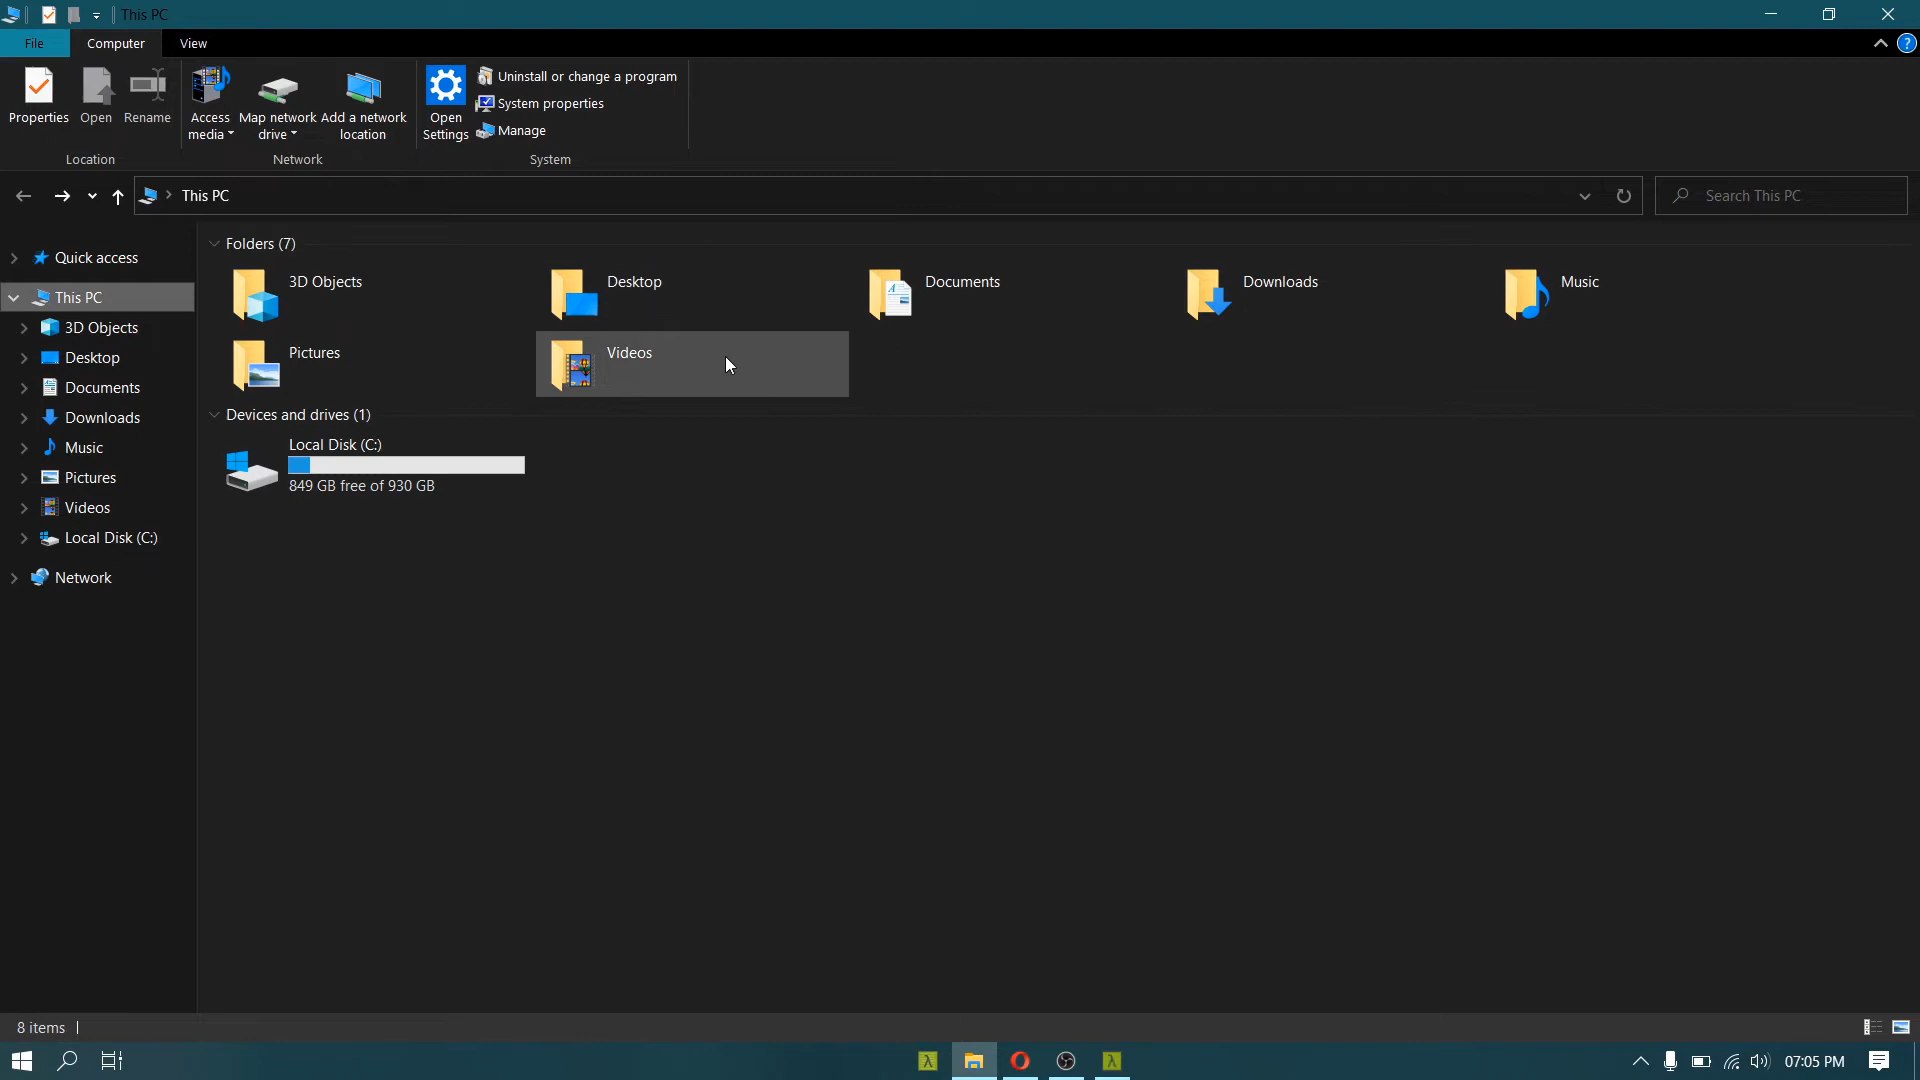 This PC
File Computer View
?
Properties Open Rename Access media Map network drive Add a network location Open Settings
Uninstall or change a program
System properties
Manage
Location Network System
This PC
Search This PC
Quick access
This PC
3D Objects
Desktop
Documents
Downloads
Music
Pictures
Videos
Local Disk (C:)
Network
Folders (7)
3D Objects Desktop Documents Downloads Music
Pictures Videos
Devices and drives (1)
Local Disk (C:)
849 GB free of 930 GB
8 items
λ λ 07:05 PM